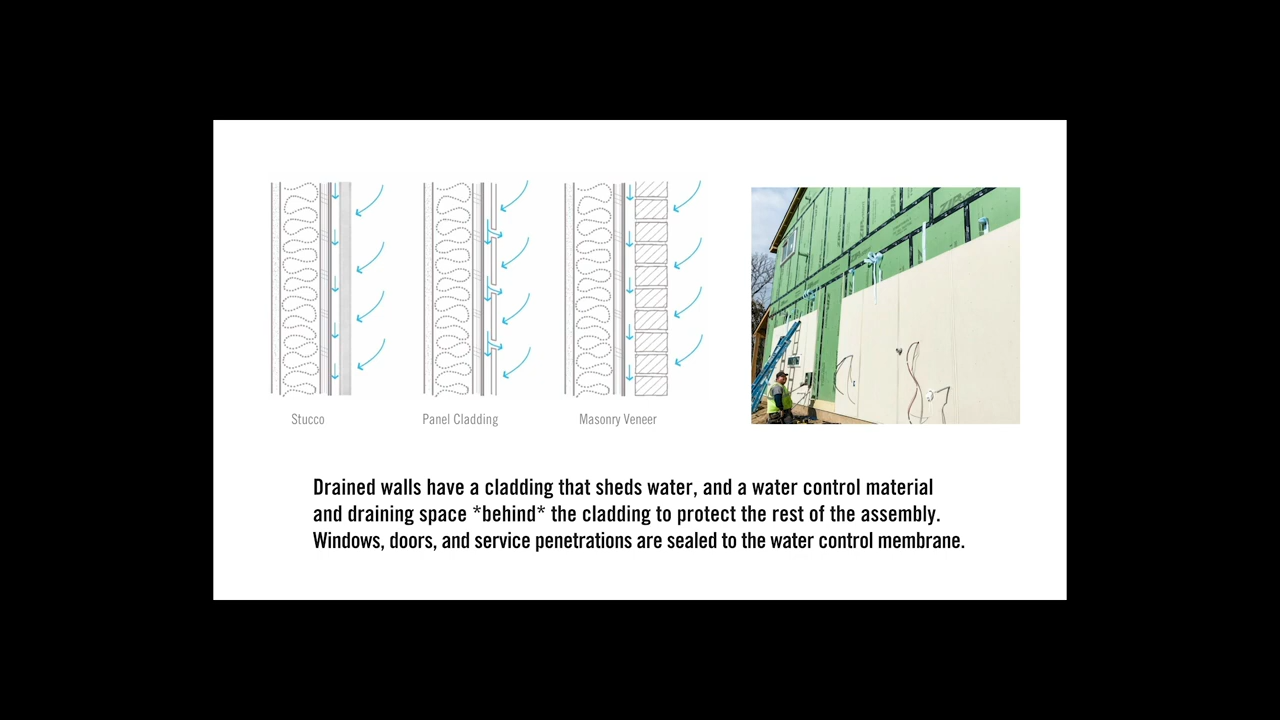 ZIP
Stucco
Panel Cladding
Masonry Veneer
Drained walls have a cladding that sheds water, and a water control material
and draining space *behind* the cladding to protect the rest of the assembly.
Windows, doors, and service penetrations are sealed to the water control membrane.